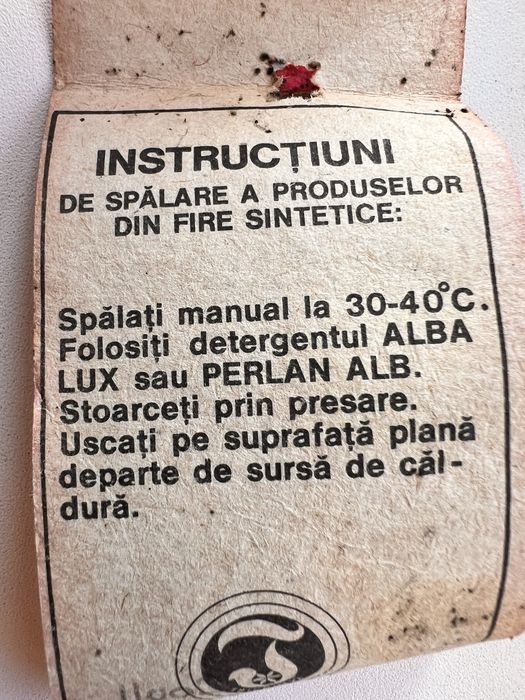 INSTRUCȚIUNI
DE SPĂLARE A PRODUSELOR
DIN FIRE SINTETICE:
Spălați manual la 30-40°C.
Folosiți detergentul ALBA
LUX sau PERLAN ALB.
Stoarceți prin presare.
Uscați pe suprafață plană
departe de sursă de căl-
dură.